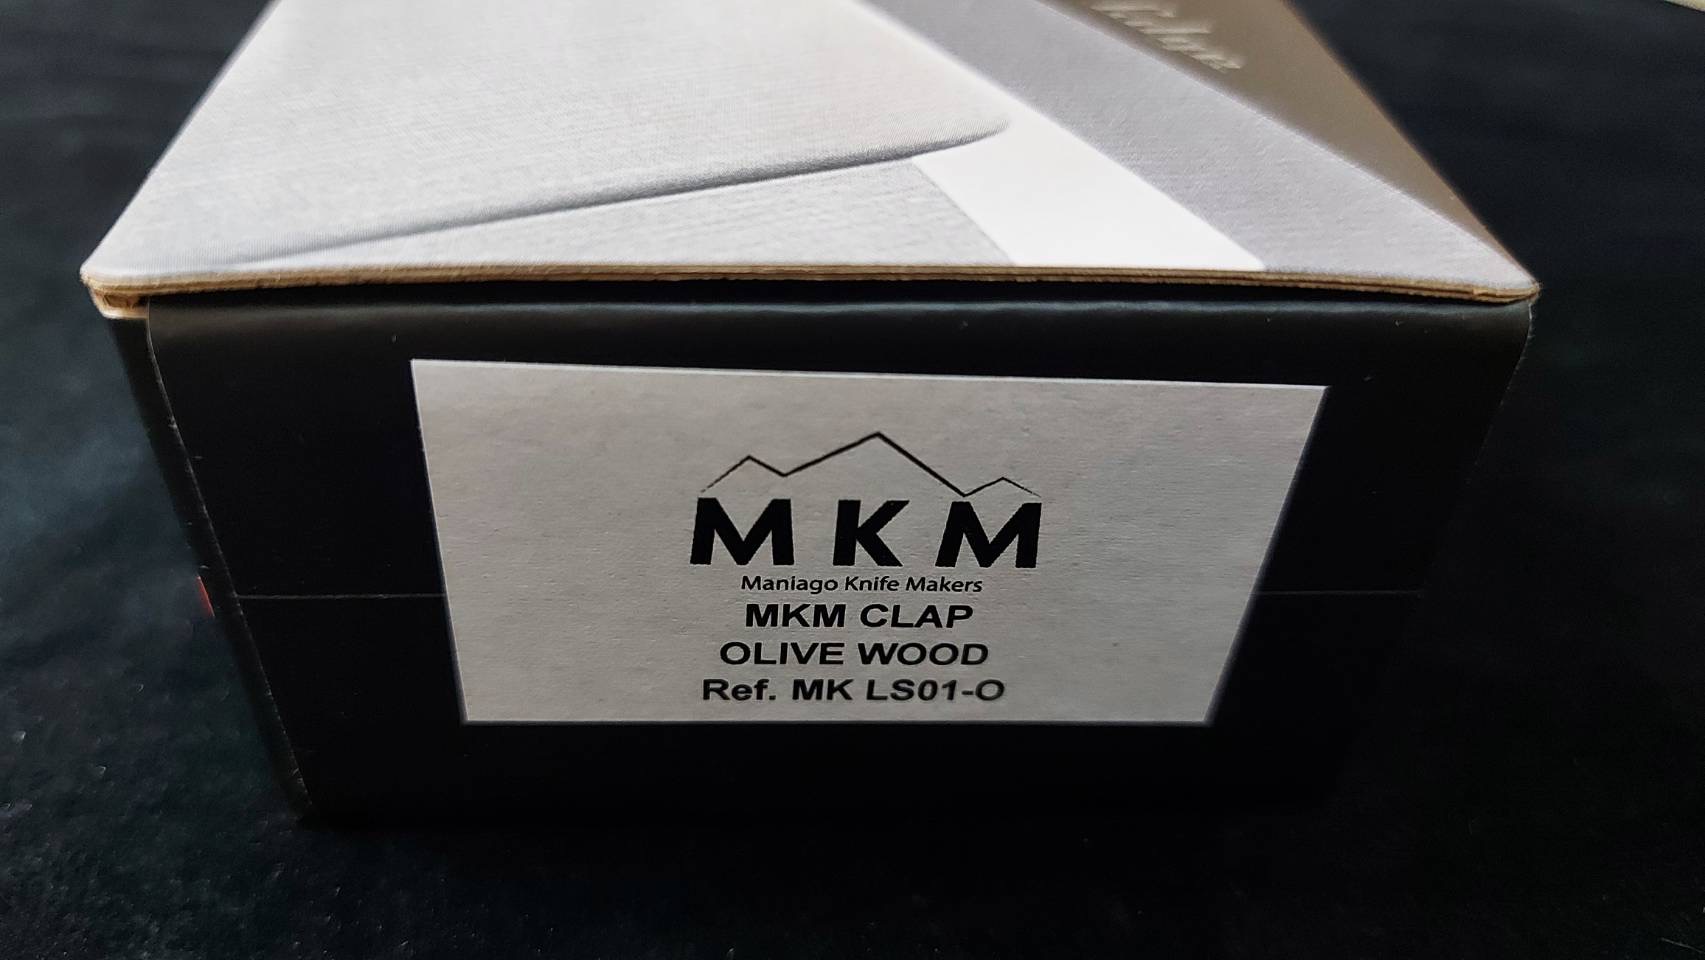 MKM
Maniago Knife Makers
MKM CLAP
OLIVE WOOD
Ref. MK LS01-O